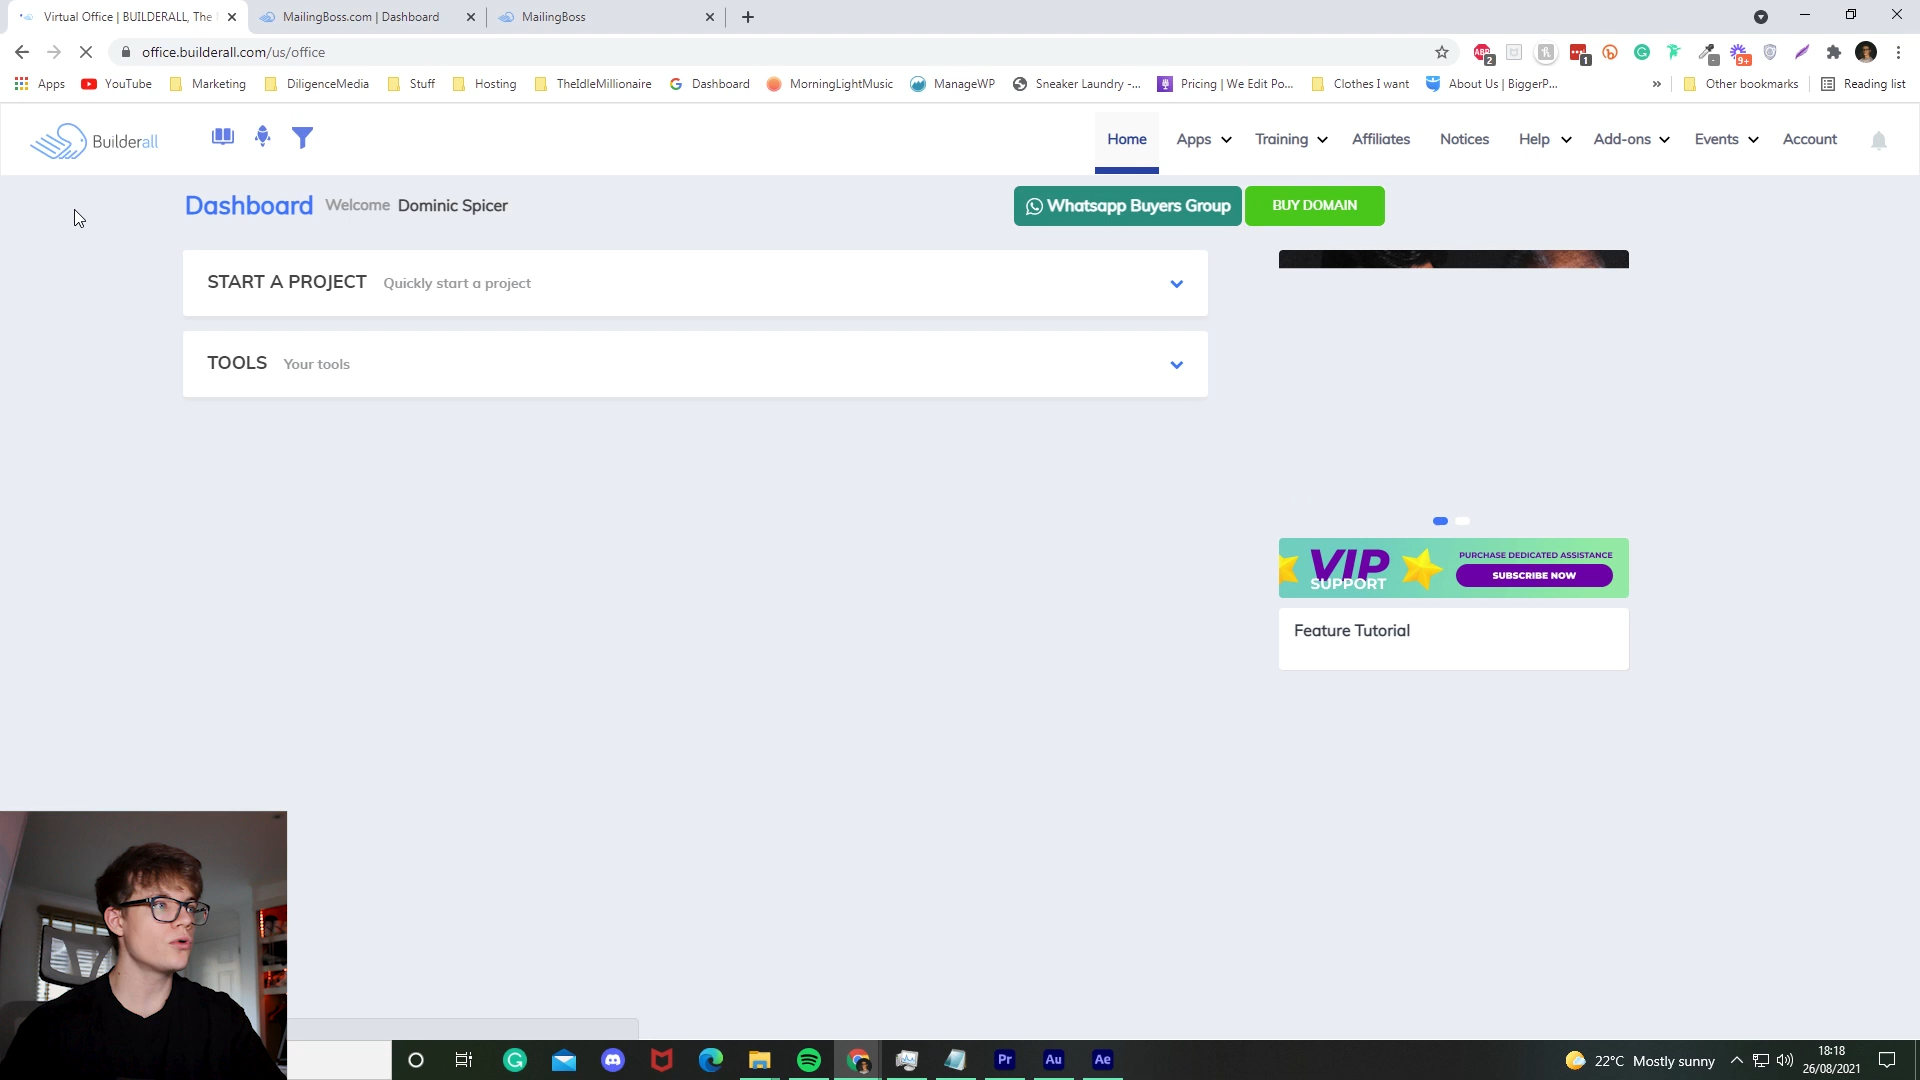 Virtual Office | BUILDERALL, The
MailingBoss.com | Dashboard
MailingBoss
office.builderall.com/us/office
ABP
2
1
9+
Apps
YouTube
Marketing
DiligenceMedia
Stuff
Hosting
TheIdleMillionaire
Dashboard
MorningLightMusic
ManageWP
Sneaker Laundry -...
Pricing | We Edit Po...
Clothes I want
About Us | BiggerP...
»
Other bookmarks
Reading list
Builderall
Home
Apps
Training
Affiliates
Notices
Help
Add-ons
Events
Account
Dashboard
Welcome Dominic Spicer
Whatsapp Buyers Group
BUY DOMAIN
START A PROJECT
Quickly start a project
TOOLS
Your tools
VIP
SUPPORT
PURCHASE DEDICATED ASSISTANCE
SUBSCRIBE NOW
Feature Tutorial
Pr
Au
Ae
22°C Mostly sunny
18:18
26/08/2021